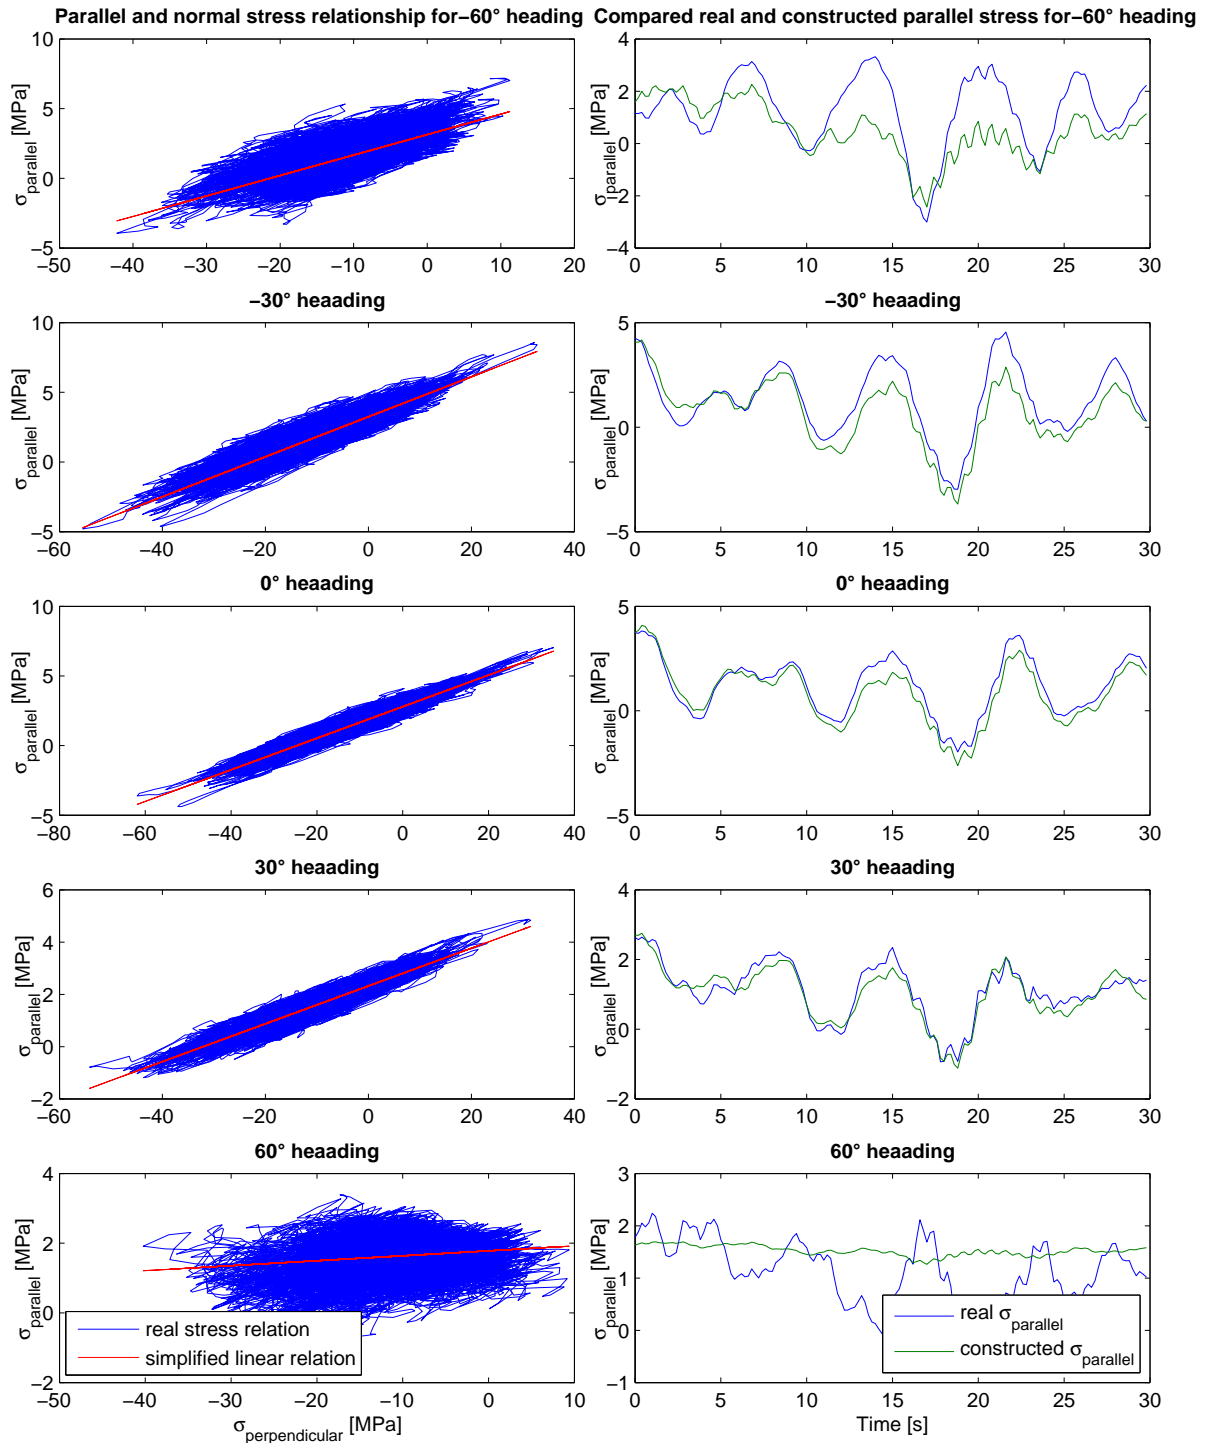 Parallel and normal stress relationship for−60° heading
Compared real and constructed parallel stress for−60° heading
10
5
0
−5
σparallel [MPa]
−50 −40 −30 −20 −10 0 10 20
4
2
0
−2
−4
σparallel [MPa]
0 5 10 15 20 25 30
−30° heaading
10
5
0
−5
σparallel [MPa]
−60 −40 −20 0 20 40
−30° heaading
5
0
−5
σparallel [MPa]
0 5 10 15 20 25 30
0° heaading
10
5
0
−5
σparallel [MPa]
−80 −60 −40 −20 0 20 40
0° heaading
5
0
−5
σparallel [MPa]
0 5 10 15 20 25 30
30° heaading
6
4
2
0
−2
σparallel [MPa]
−60 −40 −20 0 20 40
30° heaading
4
2
0
−2
σparallel [MPa]
0 5 10 15 20 25 30
60° heaading
4
2
0
−2
σparallel [MPa]
real stress relation
simplified linear relation
−50 −40 −30 −20 −10 0 10
σperpendicular [MPa]
60° heaading
3
2
1
0
−1
σparallel [MPa]
real σparallel
constructed σparallel
0 5 10 15 20 25 30
Time [s]